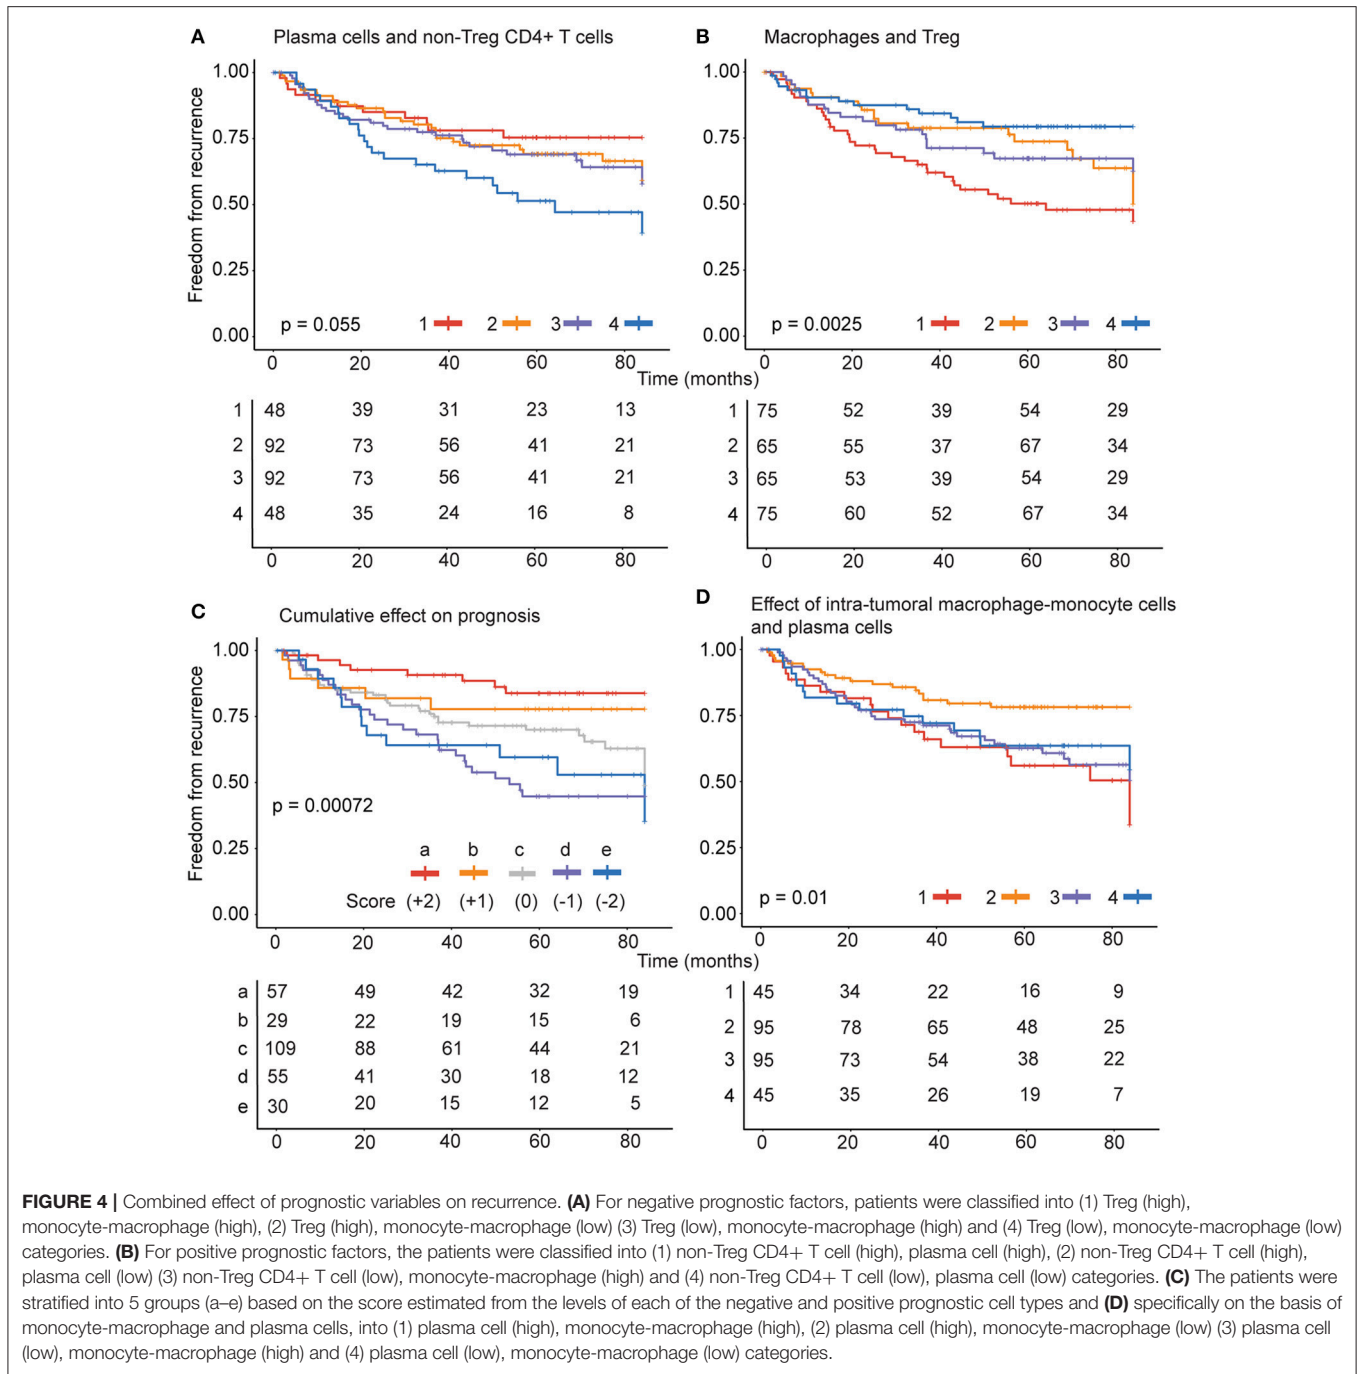 A Plasma cells and non-Treg CD4+ T cells
Freedom from recurrence
1.00
0.75
0.50
0.25
0.00
p = 0.055 1 2 3 4
0 20 40 60 80
B Macrophages and Treg
1.00
0.75
0.50
0.25
0.00
p = 0.0025 1 2 3 4
0 20 40 60 80
Time (months)
1 48 39 31 23 13
2 92 73 56 41 21
3 92 73 56 41 21
4 48 35 24 16 8
0 20 40 60 80
1 75 52 39 54 29
2 65 55 37 67 34
3 65 53 39 54 29
4 75 60 52 67 34
0 20 40 60 80
C Cumulative effect on prognosis
Freedom from recurrence
1.00
0.75
0.50
0.25
0.00
p = 0.00072
a b c d e
Score (+2) (+1) (0) (-1) (-2)
0 20 40 60 80
D Effect of intra-tumoral macrophage-monocyte cells
and plasma cells
1.00
0.75
0.50
0.25
0.00
p = 0.01 1 2 3 4
0 20 40 60 80
Time (months)
a 57 49 42 32 19
b 29 22 19 15 6
c 109 88 61 44 21
d 55 41 30 18 12
e 30 20 15 12 5
0 20 40 60 80
1 45 34 22 16 9
2 95 78 65 48 25
3 95 73 54 38 22
4 45 35 26 19 7
0 20 40 60 80
FIGURE 4 | Combined effect of prognostic variables on recurrence. (A) For negative prognostic factors, patients were classified into (1) Treg (high),
monocyte-macrophage (high), (2) Treg (high), monocyte-macrophage (low) (3) Treg (low), monocyte-macrophage (high) and (4) Treg (low), monocyte-macrophage (low)
categories. (B) For positive prognostic factors, the patients were classified into (1) non-Treg CD4+ T cell (high), plasma cell (high), (2) non-Treg CD4+ T cell (high),
plasma cell (low) (3) non-Treg CD4+ T cell (low), monocyte-macrophage (high) and (4) non-Treg CD4+ T cell (low), plasma cell (low) categories. (C) The patients were
stratified into 5 groups (a–e) based on the score estimated from the levels of each of the negative and positive prognostic cell types and (D) specifically on the basis of
monocyte-macrophage and plasma cells, into (1) plasma cell (high), monocyte-macrophage (high), (2) plasma cell (high), monocyte-macrophage (low) (3) plasma cell
(low), monocyte-macrophage (high) and (4) plasma cell (low), monocyte-macrophage (low) categories.